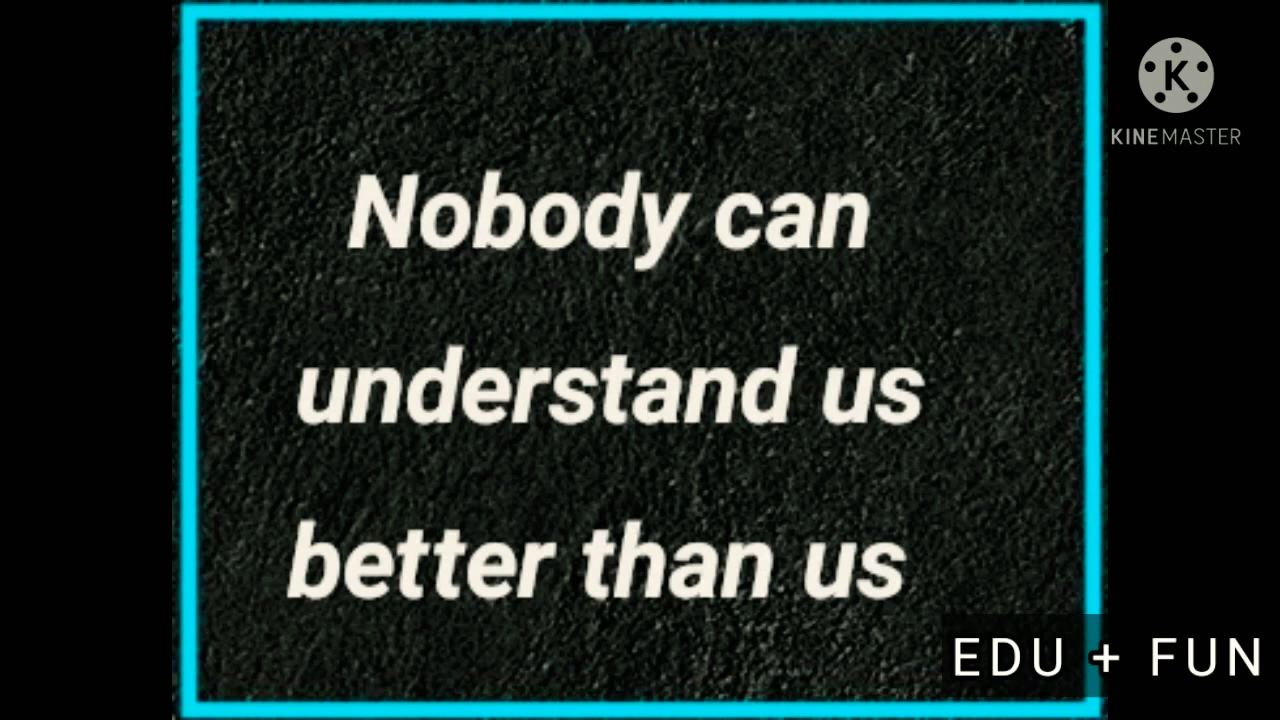 K
KINEMASTER
Nobody can
understand us
better than us
EDU + FUN